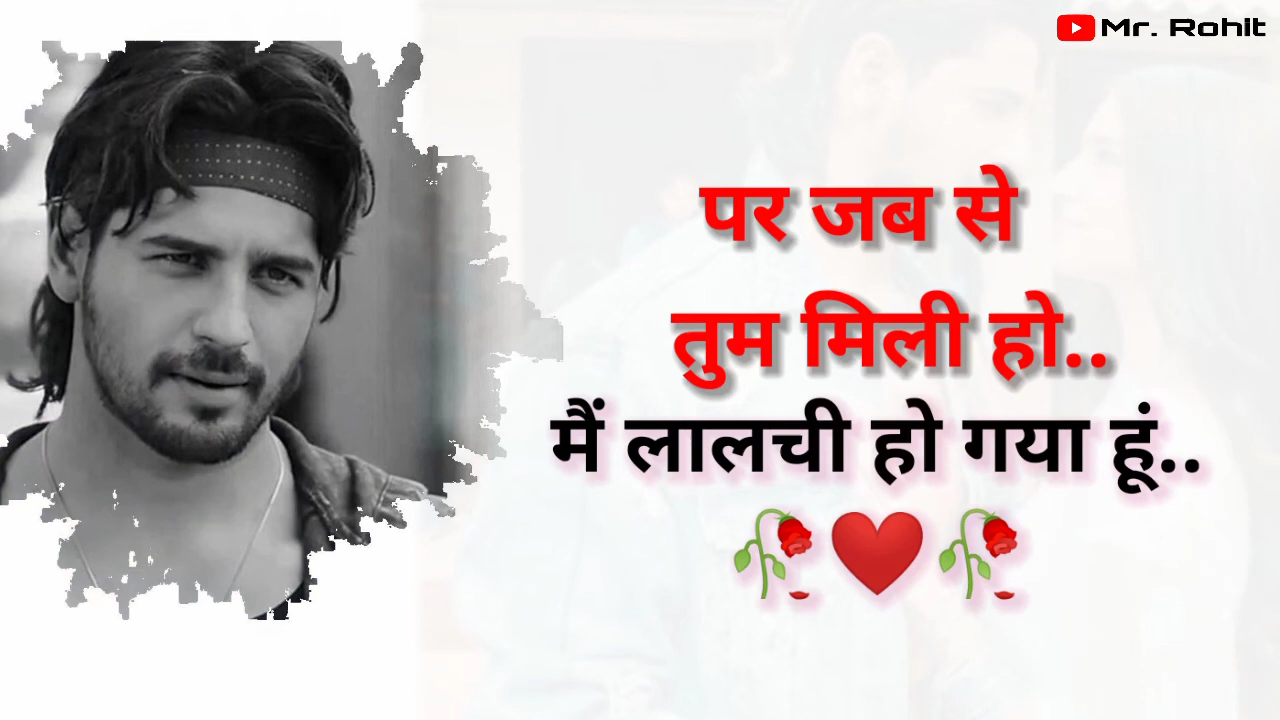 Mr. Rohit
पर जब से
तुम मिली हो..
मैं लालची हो गया हूं..